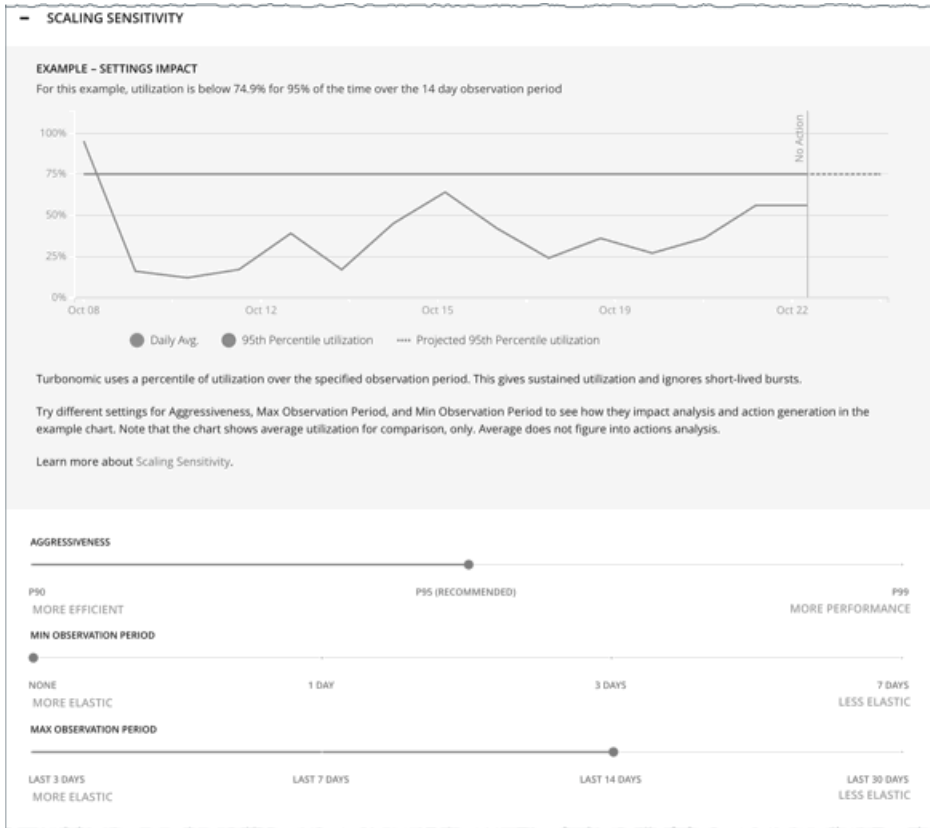 SCALING SENSITIVITY
EXAMPLE – SETTINGS IMPACT
For this example, utilization is below 74.9% for 95% of the time over the 14 day observation period
100%
75%
50%
25%
0%
No Action
Oct 08 Oct 12 Oct 15 Oct 19 Oct 22
Daily Avg. 95th Percentile utilization Projected 95th Percentile utilization
Turbonomic uses a percentile of utilization over the specified observation period. This gives sustained utilization and ignores short-lived bursts.
Try different settings for Aggressiveness, Max Observation Period, and Min Observation Period to see how they impact analysis and action generation in the
example chart. Note that the chart shows average utilization for comparison, only. Average does not figure into actions analysis.
Learn more about Scaling Sensitivity.
AGGRESSIVENESS
P90 P95 (RECOMMENDED) P99
MORE EFFICIENT MORE PERFORMANCE
MIN OBSERVATION PERIOD
NONE 1 DAY 3 DAYS 7 DAYS
MORE ELASTIC LESS ELASTIC
MAX OBSERVATION PERIOD
LAST 3 DAYS LAST 7 DAYS LAST 14 DAYS LAST 30 DAYS
MORE ELASTIC LESS ELASTIC